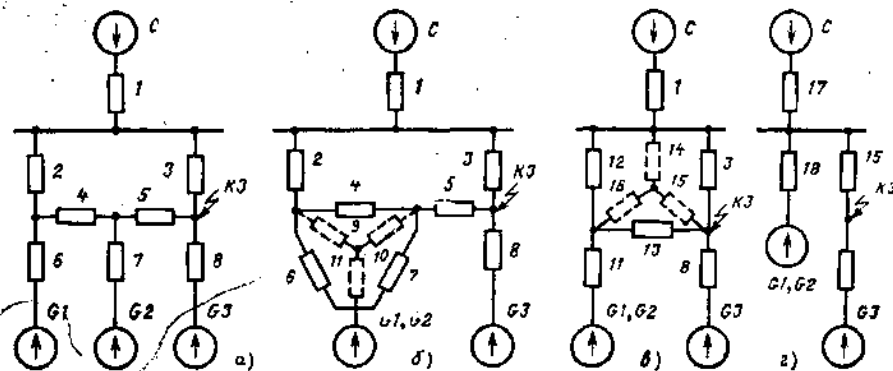 С С С С
1 1 1 17
2 3 2 3 12 14 3 18 15
4 5 КЗ 4 5 КЗ 16 15 КЗ КЗ
9 13
6 7 8 6 11 10 7 8 11 8
G1 G2 G3 G1,G2 G3 G1,G2 G3 G1,G2 G3
а) б) в) г)